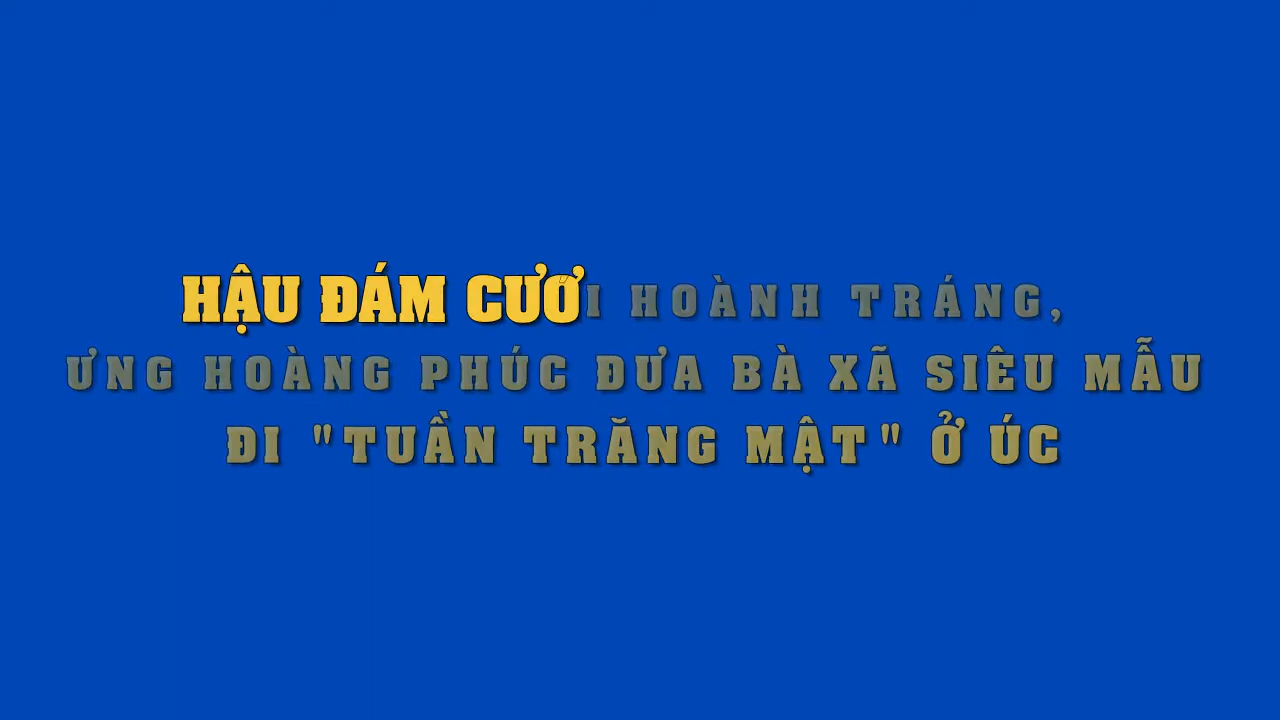 HẬU ĐÁM CƯỚI HOÀNH TRÁNG,
ƯNG HOÀNG PHÚC ĐƯA BÀ XÃ SIÊU MẪU
ĐI "TUẦN TRĂNG MẬT" Ở ÚC